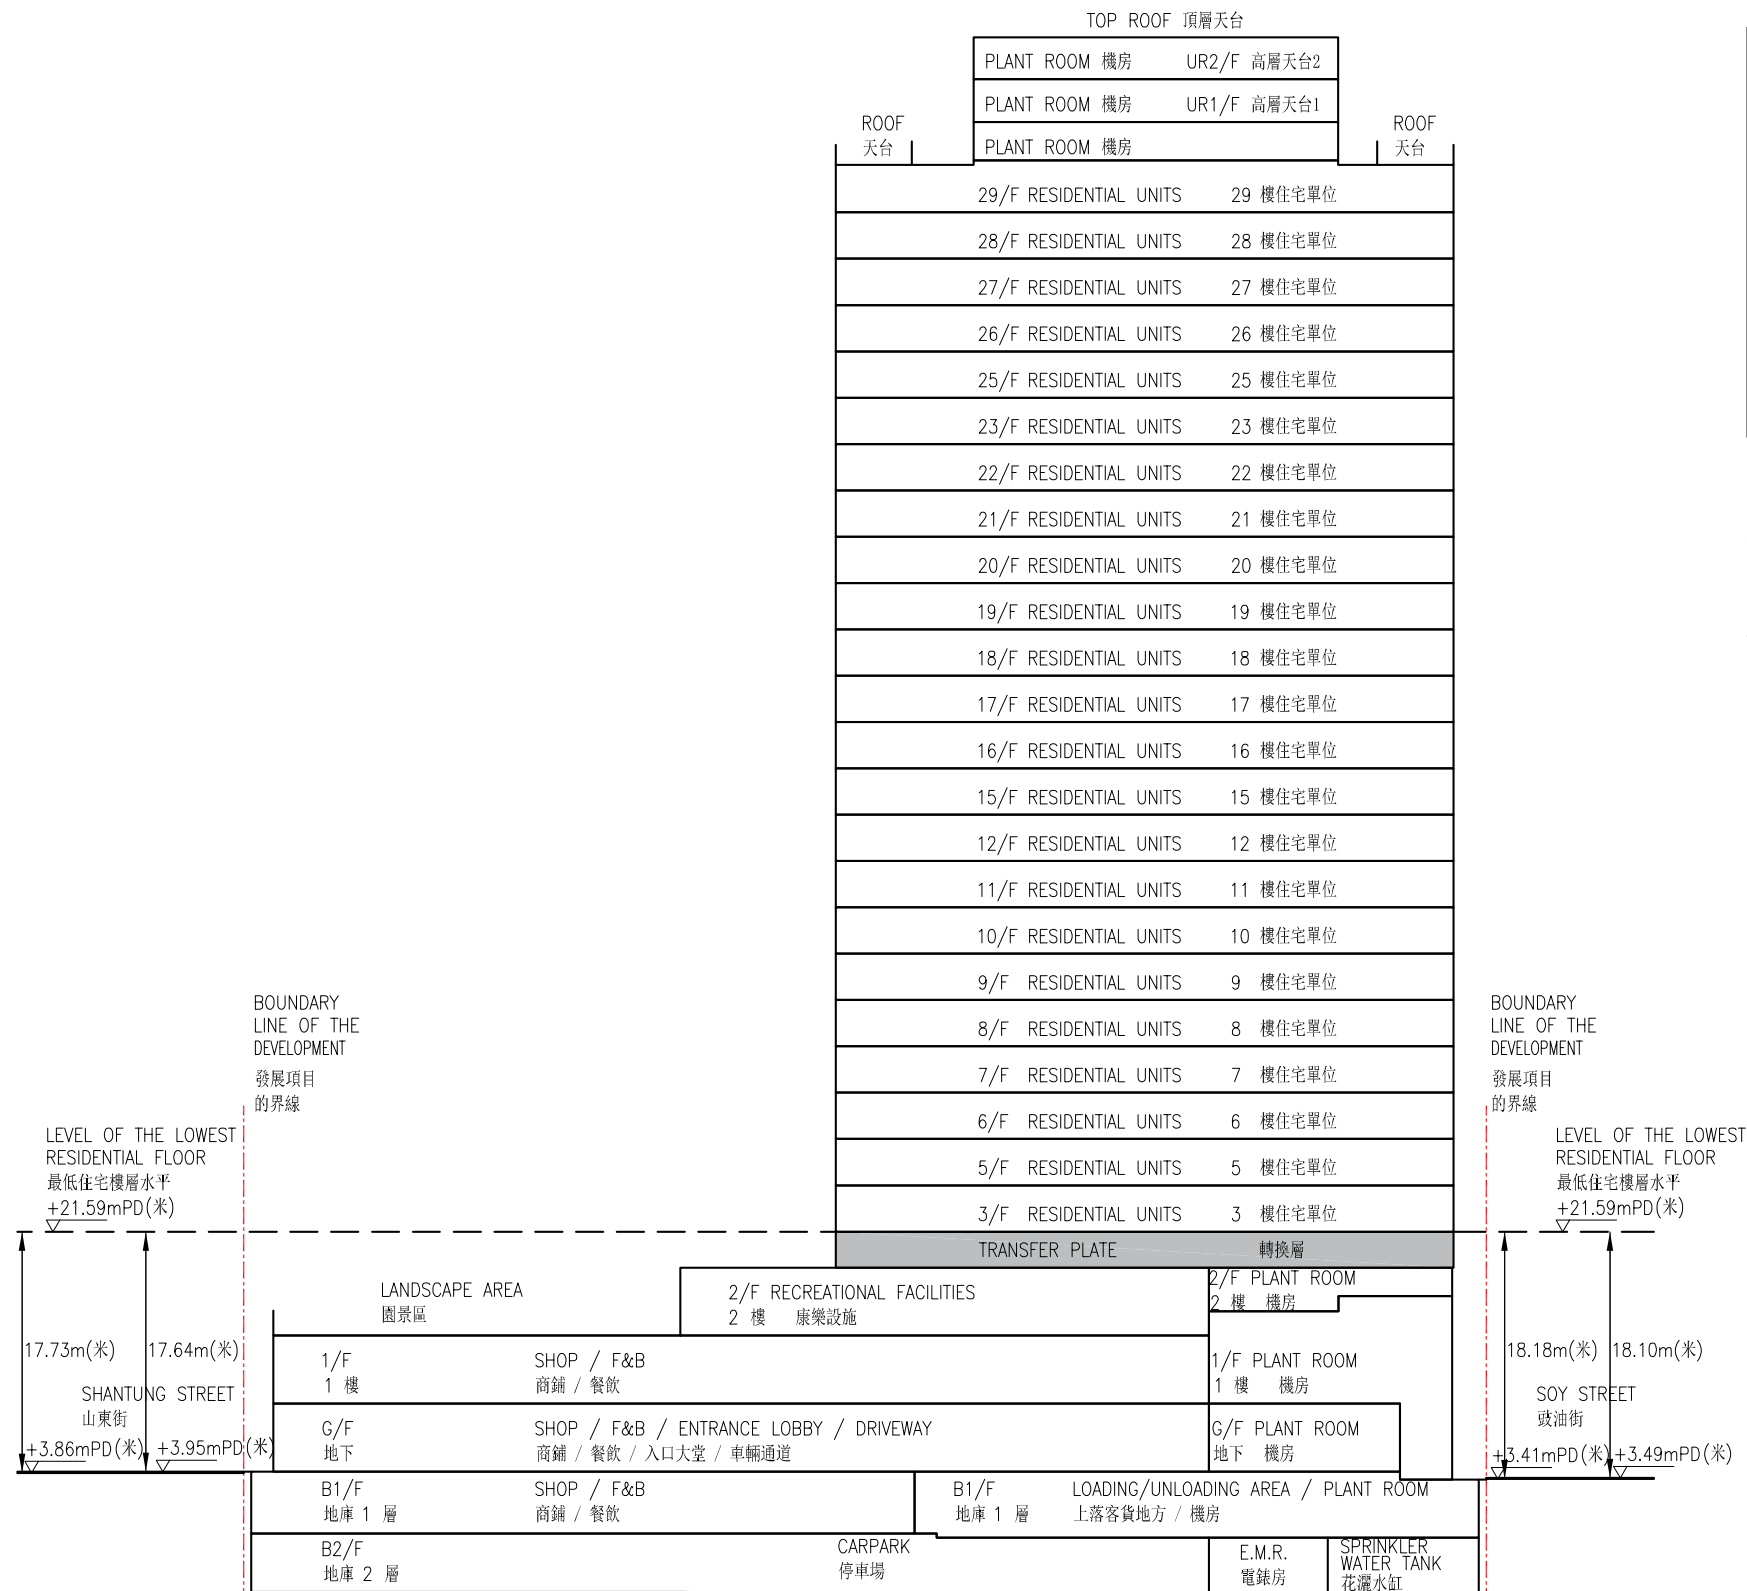 TOP ROOF 頂層天台
PLANT ROOM 機房 UR2/F 高層天台2
PLANT ROOM 機房 UR1/F 高層天台1
ROOF
天台
PLANT ROOM 機房
ROOF
天台
29/F RESIDENTIAL UNITS 29 樓住宅單位
28/F RESIDENTIAL UNITS 28 樓住宅單位
27/F RESIDENTIAL UNITS 27 樓住宅單位
26/F RESIDENTIAL UNITS 26 樓住宅單位
25/F RESIDENTIAL UNITS 25 樓住宅單位
23/F RESIDENTIAL UNITS 23 樓住宅單位
22/F RESIDENTIAL UNITS 22 樓住宅單位
21/F RESIDENTIAL UNITS 21 樓住宅單位
20/F RESIDENTIAL UNITS 20 樓住宅單位
19/F RESIDENTIAL UNITS 19 樓住宅單位
18/F RESIDENTIAL UNITS 18 樓住宅單位
17/F RESIDENTIAL UNITS 17 樓住宅單位
16/F RESIDENTIAL UNITS 16 樓住宅單位
15/F RESIDENTIAL UNITS 15 樓住宅單位
12/F RESIDENTIAL UNITS 12 樓住宅單位
11/F RESIDENTIAL UNITS 11 樓住宅單位
10/F RESIDENTIAL UNITS 10 樓住宅單位
9/F RESIDENTIAL UNITS 9 樓住宅單位
8/F RESIDENTIAL UNITS 8 樓住宅單位
7/F RESIDENTIAL UNITS 7 樓住宅單位
6/F RESIDENTIAL UNITS 6 樓住宅單位
5/F RESIDENTIAL UNITS 5 樓住宅單位
3/F RESIDENTIAL UNITS 3 樓住宅單位
TRANSFER PLATE 轉換層
BOUNDARY
LINE OF THE
DEVELOPMENT
發展項目
的界線
LEVEL OF THE LOWEST
RESIDENTIAL FLOOR
最低住宅樓層水平
+21.59mPD(米)
BOUNDARY
LINE OF THE
DEVELOPMENT
發展項目
的界線
LEVEL OF THE LOWEST
RESIDENTIAL FLOOR
最低住宅樓層水平
+21.59mPD(米)
LANDSCAPE AREA
園景區
2/F RECREATIONAL FACILITIES
2 樓 康樂設施
2/F PLANT ROOM
2 樓 機房
17.73m(米) 17.64m(米)
SHANTUNG STREET
山東街
+3.86mPD(米) +3.95mPD(米)
1/F SHOP / F&B
1 樓 商鋪 / 餐飲
1/F PLANT ROOM
1 樓 機房
G/F SHOP / F&B / ENTRANCE LOBBY / DRIVEWAY
地下 商鋪 / 餐飲 / 入口大堂 / 車輛通道
G/F PLANT ROOM
地下 機房
18.18m(米) 18.10m(米)
SOY STREET
豉油街
+3.41mPD(米) +3.49mPD(米)
B1/F SHOP / F&B
地庫 1 層 商鋪 / 餐飲
B1/F LOADING/UNLOADING AREA / PLANT ROOM
地庫 1 層 上落客貨地方 / 機房
B2/F
地庫 2 層
CARPARK
停車場
E.M.R.
電錶房
SPRINKLER
WATER TANK
花灑水缸